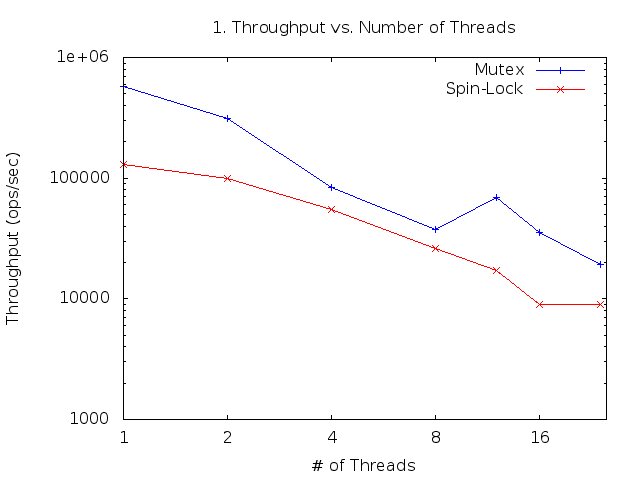 1. Throughput vs. Number of Threads
1e+06
100000
10000
1000
Throughput (ops/sec)
Mutex
Spin-Lock
1 2 4 8 16
# of Threads